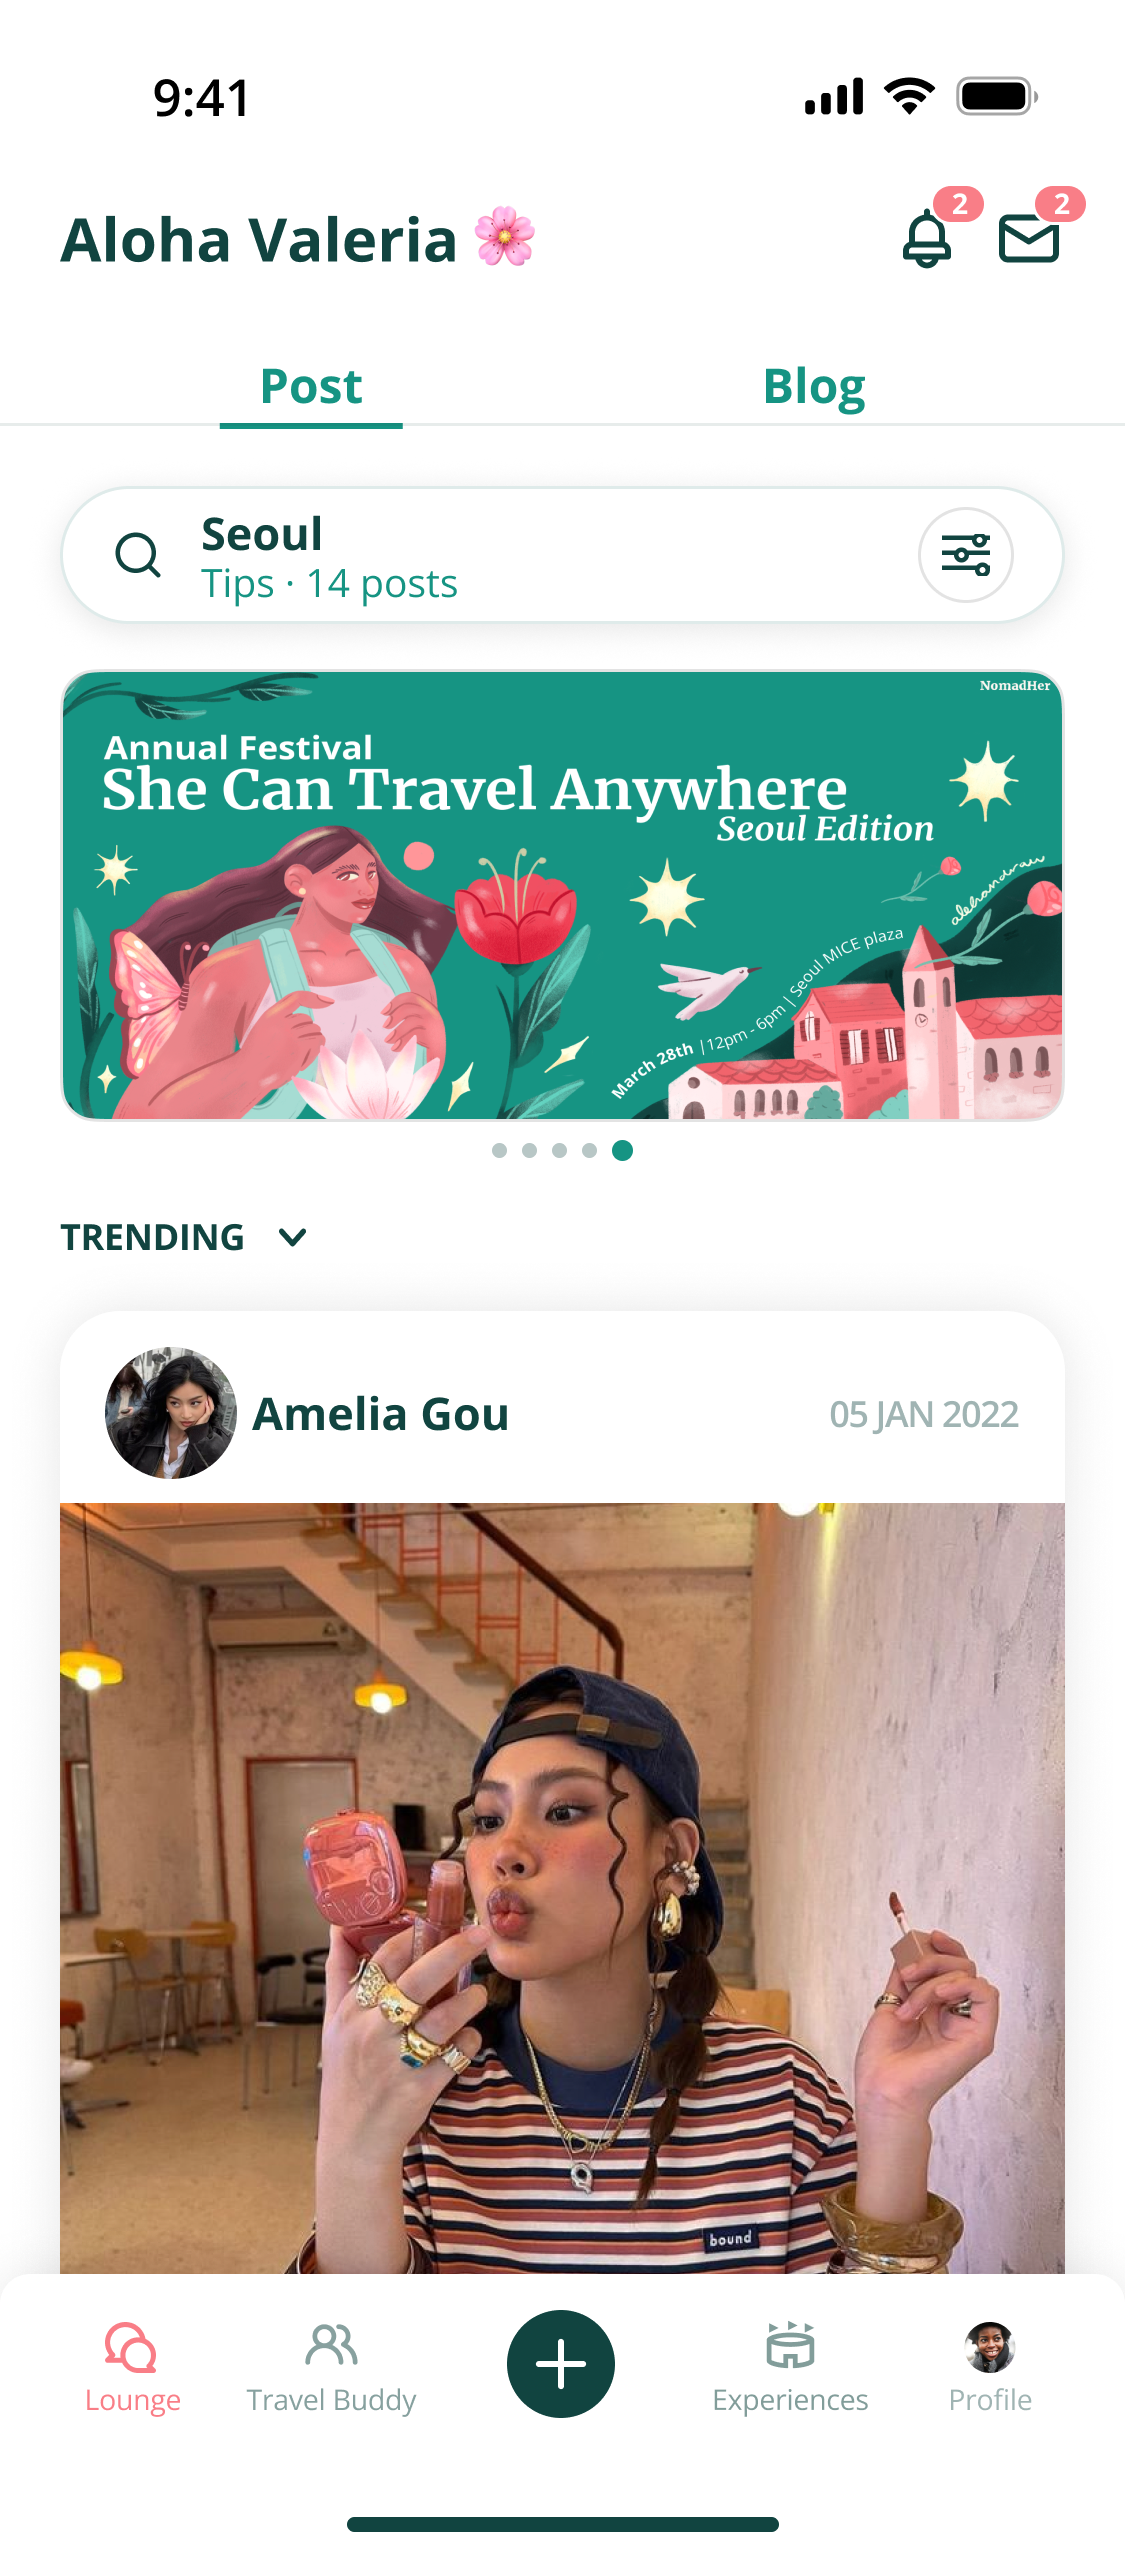 9:41
Aloha Valeria 🌸
2
2
Post
Blog
Seoul
Tips · 14 posts
NomadHer
Annual Festival
She Can Travel Anywhere
Seoul Edition
March 28th | 12pm - 6pm | Seoul MICE plaza
TRENDING
Amelia Gou
05 JAN 2022
bound
Lounge
Travel Buddy
Experiences
Profile